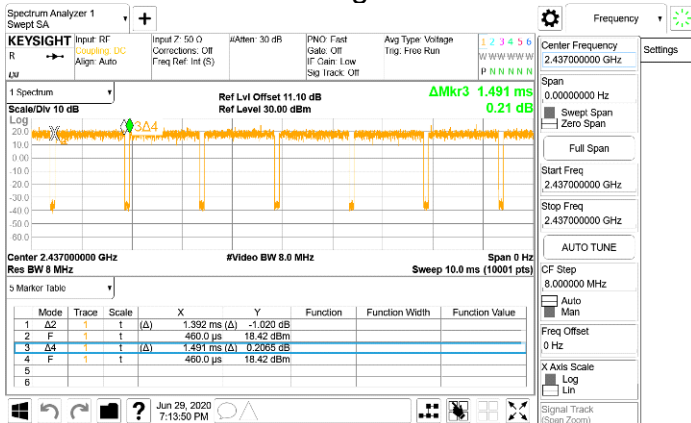 Spectrum Analyzer 1
Swept SA
Frequency
KEYSIGHT
R
Input: RF
Coupling: DC
Align: Auto
Input Z: 50 Ω
Corrections: Off
Freq Ref: Int (S)
#Atten: 30 dB
PNO: Fast
Gate: Off
IF Gain: Low
Sig Track: Off
Avg Type: Voltage
Trig: Free Run
1 2 3 4 5 6
W W W W W W
P N N N N N
Center Frequency
2.437000000 GHz
Settings
1 Spectrum
Scale/Div 10 dB
Log
Ref Lvl Offset 11.10 dB
Ref Level 30.00 dBm
ΔMkr3 1.491 ms
0.21 dB
Span
0.00000000 Hz
Swept Span
Zero Span
Full Span
Start Freq
2.437000000 GHz
Stop Freq
2.437000000 GHz
AUTO TUNE
CF Step
8.000000 MHz
Auto
Man
Freq Offset
0 Hz
X Axis Scale
Log
Lin
Signal Track
(Span Zoom)
3Δ4
20.0
10.0
0.00
-10.0
-20.0
-30.0
-40.0
-50.0
-60.0
Center 2.437000000 GHz
Res BW 8 MHz
#Video BW 8.0 MHz
Span 0 Hz
Sweep 10.0 ms (10001 pts)
5 Marker Table
Mode Trace Scale X Y Function Function Width Function Value
1 Δ2 1 t (Δ) 1.392 ms (Δ) -1.020 dB
2 F 1 t 460.0 µs 18.42 dBm
3 Δ4 1 t (Δ) 1.491 ms (Δ) 0.2065 dB
4 F 1 t 460.0 µs 18.42 dBm
5
6
?
Jun 29, 2020
7:13:50 PM